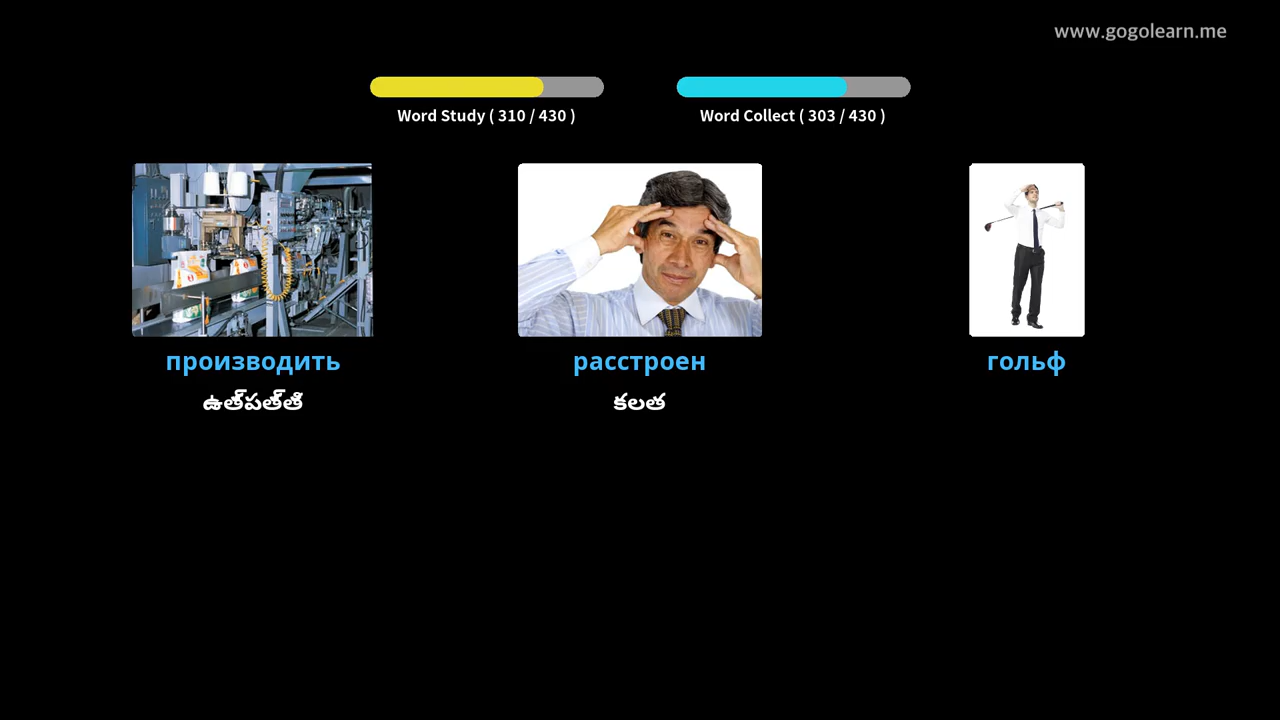 www.gogolearn.me
Word Study ( 310 / 430 )
Word Collect ( 303 / 430 )
производить
расстроен
гольф
ఉత్పత్తి
కలత